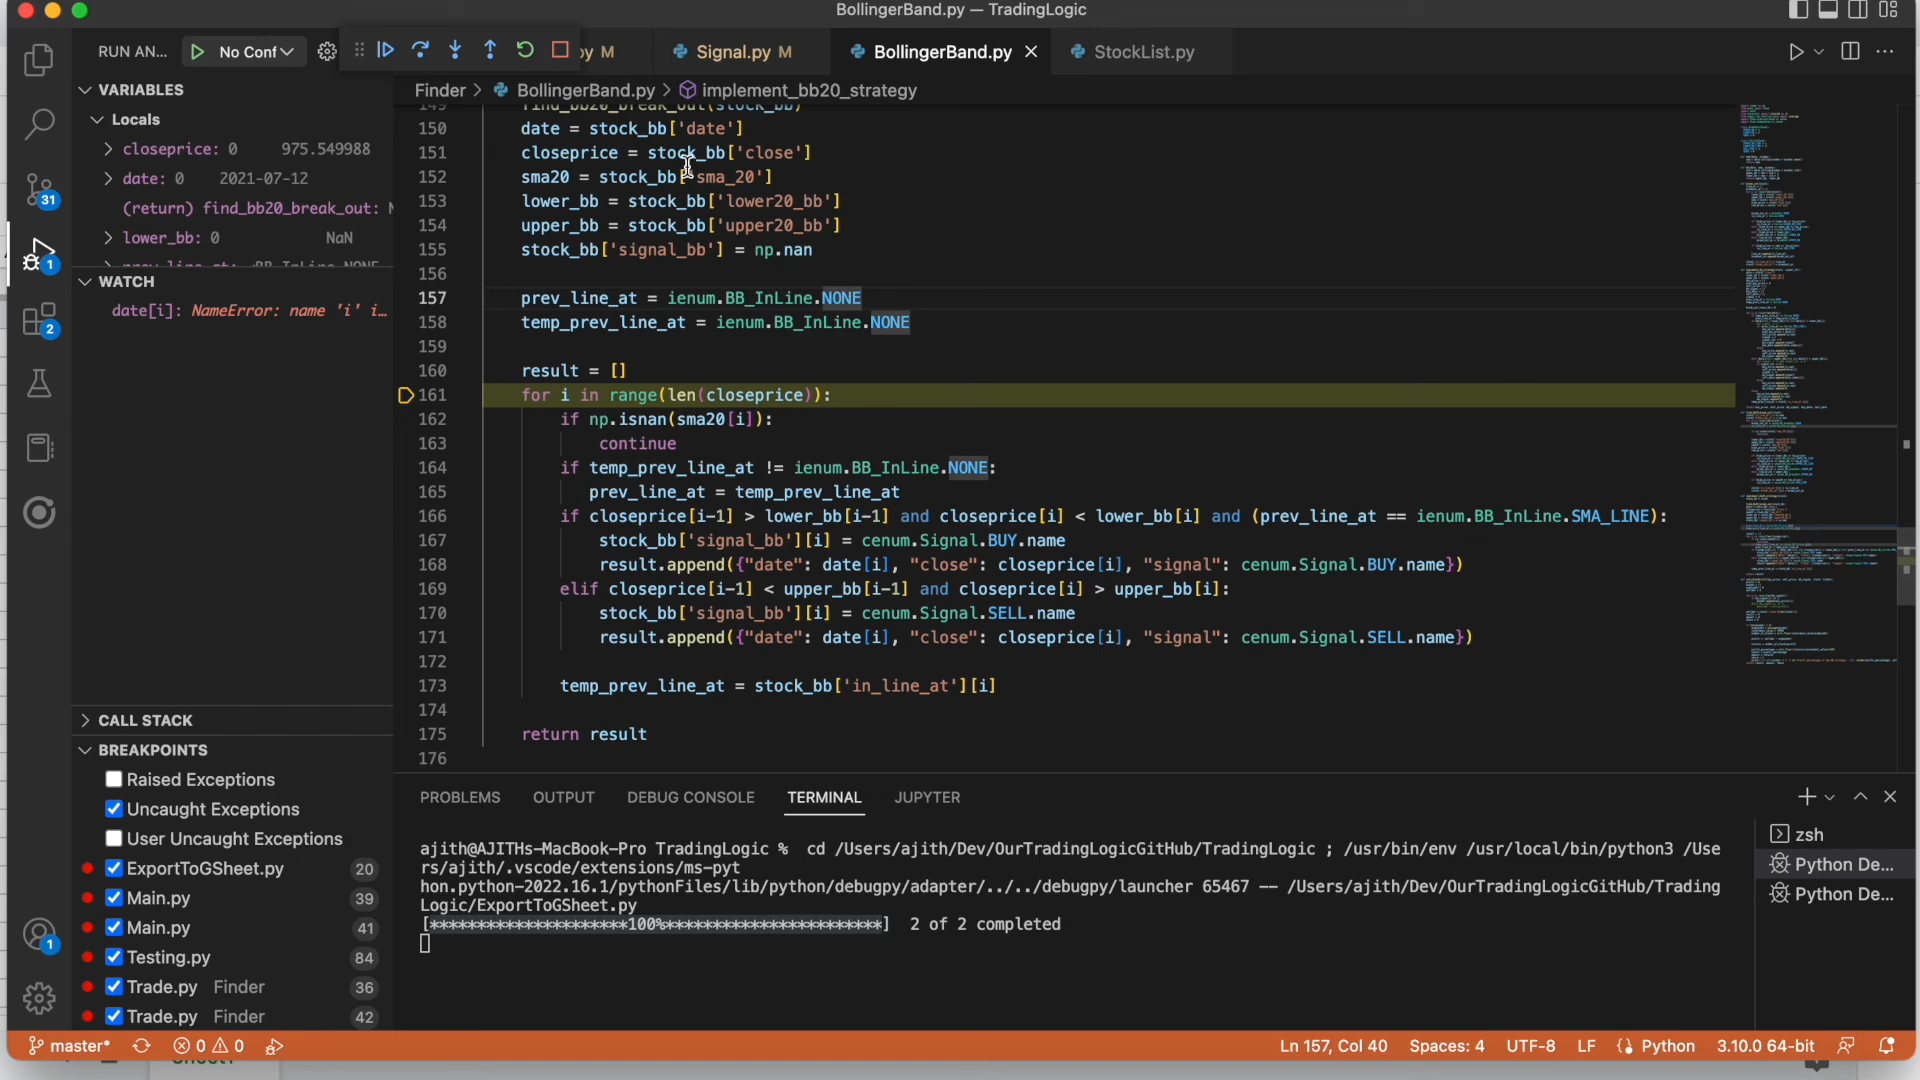 BollingerBand.py — TradingLogic
RUN AN... No Conf py M Signal.py M BollingerBand.py StockList.py
Finder > BollingerBand.py > implement_bb20_strategy
VARIABLES
Locals
closeprice: 0 975.549988
date: 0 2021-07-12
(return) find_bb20_break_out: N
lower_bb: 0 NaN
prev_line_at: <BB_InLine.NONE
WATCH
date[i]: NameError: name 'i' i…
CALL STACK
BREAKPOINTS
Raised Exceptions
Uncaught Exceptions
User Uncaught Exceptions
ExportToGSheet.py 20
Main.py 39
Main.py 41
Testing.py 84
Trade.py Finder 36
Trade.py Finder 42
31
1
2
1
149 find_bb20_break_out(stock_bb)
150 date = stock_bb['date']
151 closeprice = stock_bb['close']
152 sma20 = stock_bb['sma_20']
153 lower_bb = stock_bb['lower20_bb']
154 upper_bb = stock_bb['upper20_bb']
155 stock_bb['signal_bb'] = np.nan
156
157 prev_line_at = ienum.BB_InLine.NONE
158 temp_prev_line_at = ienum.BB_InLine.NONE
159
160 result = []
161 for i in range(len(closeprice)):
162 if np.isnan(sma20[i]):
163 continue
164 if temp_prev_line_at != ienum.BB_InLine.NONE:
165 prev_line_at = temp_prev_line_at
166 if closeprice[i-1] > lower_bb[i-1] and closeprice[i] < lower_bb[i] and (prev_line_at == ienum.BB_InLine.SMA_LINE):
167 stock_bb['signal_bb'][i] = cenum.Signal.BUY.name
168 result.append({"date": date[i], "close": closeprice[i], "signal": cenum.Signal.BUY.name})
169 elif closeprice[i-1] < upper_bb[i-1] and closeprice[i] > upper_bb[i]:
170 stock_bb['signal_bb'][i] = cenum.Signal.SELL.name
171 result.append({"date": date[i], "close": closeprice[i], "signal": cenum.Signal.SELL.name})
172
173 temp_prev_line_at = stock_bb['in_line_at'][i]
174
175 return result
176
PROBLEMS OUTPUT DEBUG CONSOLE TERMINAL JUPYTER
ajith@AJITHs-MacBook-Pro TradingLogic % cd /Users/ajith/Dev/OurTradingLogicGitHub/TradingLogic ; /usr/bin/env /usr/local/bin/python3 /Use
rs/ajith/.vscode/extensions/ms-pyt
hon.python-2022.16.1/pythonFiles/lib/python/debugpy/adapter/../../debugpy/launcher 65467 -- /Users/ajith/Dev/OurTradingLogicGitHub/Trading
Logic/ExportToGSheet.py
[*********************100%***********************] 2 of 2 completed
zsh
Python De...
Python De...
master* 0 0 Ln 157, Col 40 Spaces: 4 UTF-8 LF Python 3.10.0 64-bit